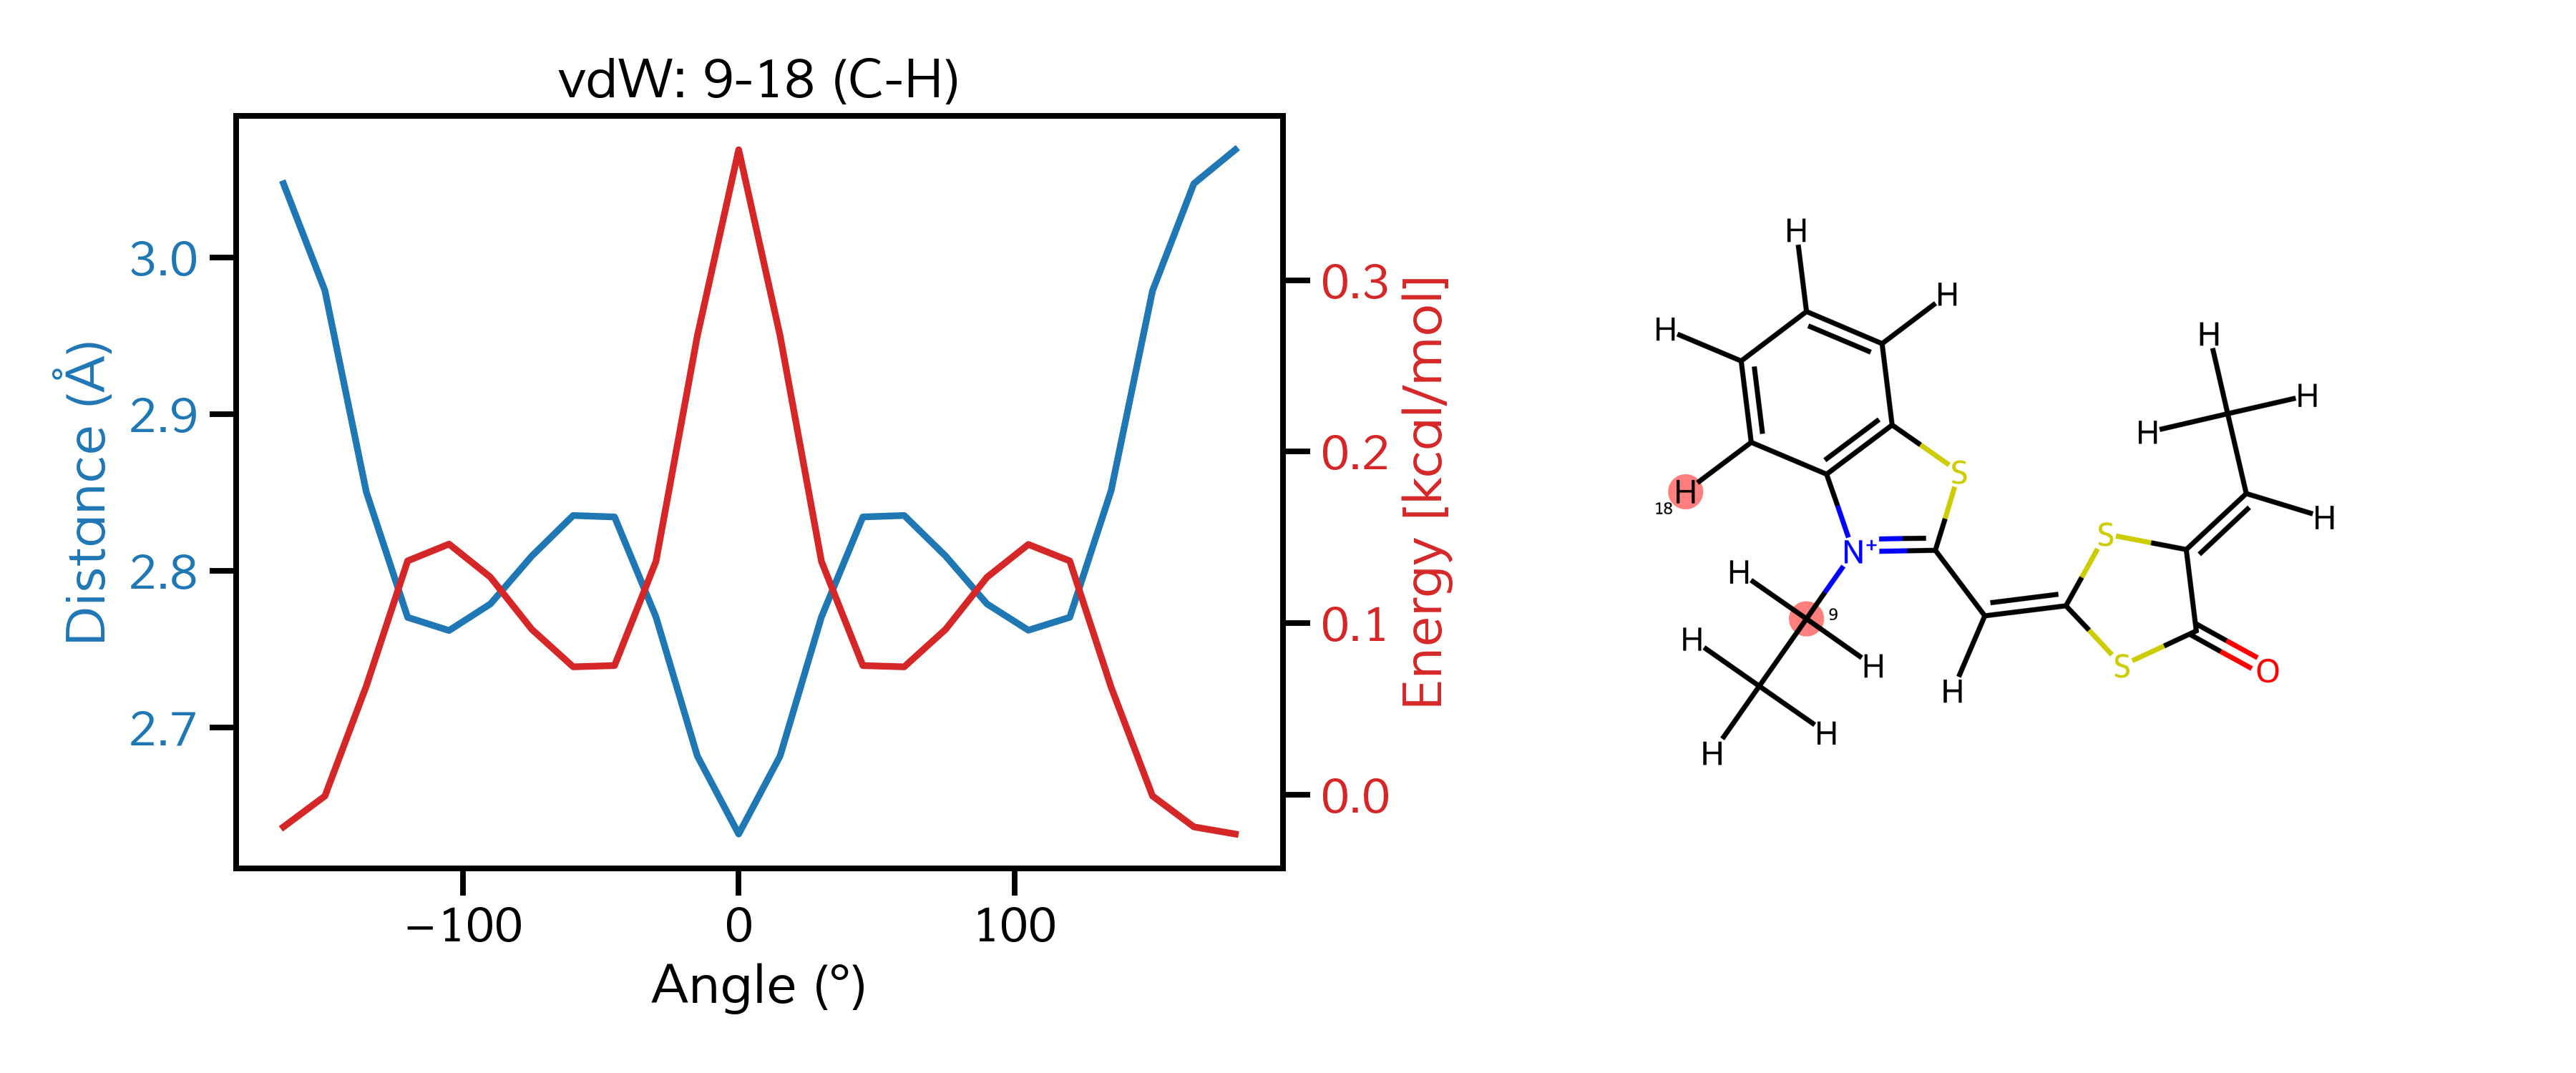 vdW: 9-18 (C-H)
Distance (Å)
3.0
2.9
2.8
2.7
−100
0
100
Angle (°)
0.3
0.2
0.1
0.0
Energy [kcal/mol]
H
H
H
H
18
S
N+
H
9
H
H
H
H
H
S
S
O
H
H
H
H